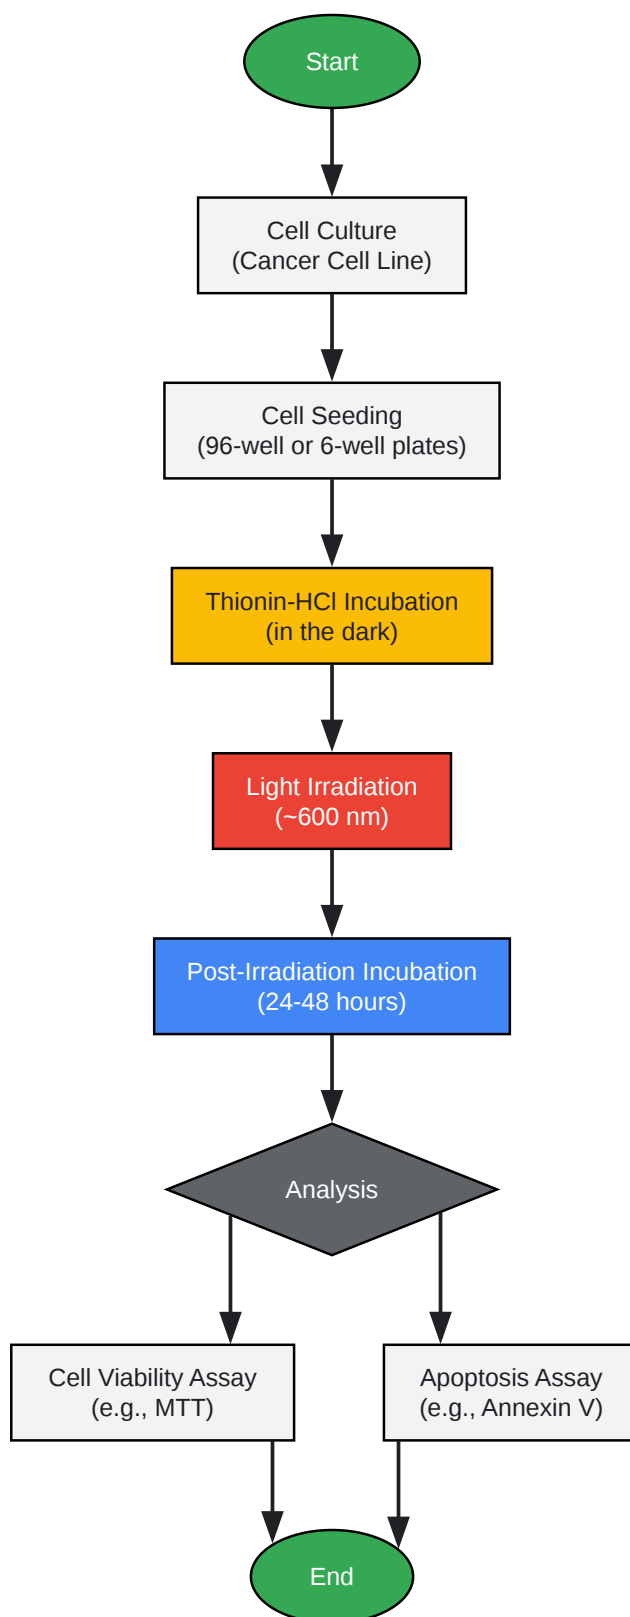 Start
Cell Culture
(Cancer Cell Line)
Cell Seeding
(96-well or 6-well plates)
Thionin-HCl Incubation
(in the dark)
Light Irradiation
(~600 nm)
Post-Irradiation Incubation
(24-48 hours)
Analysis
Cell Viability Assay
(e.g., MTT)
Apoptosis Assay
(e.g., Annexin V)
End